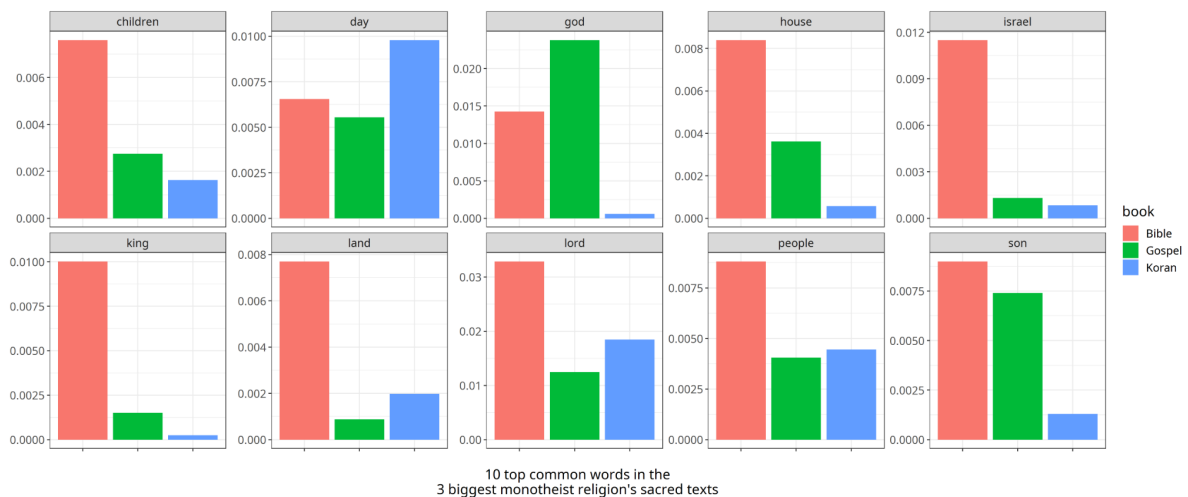 children
day
god
house
israel
0.006
0.004
0.002
0.000
0.0100
0.0075
0.0050
0.0025
0.0000
0.020
0.015
0.010
0.005
0.000
0.008
0.006
0.004
0.002
0.000
0.012
0.009
0.006
0.003
0.000
king
land
lord
people
son
0.0100
0.0075
0.0050
0.0025
0.0000
0.008
0.006
0.004
0.002
0.000
0.03
0.02
0.01
0.00
0.0075
0.0050
0.0025
0.0000
0.0075
0.0050
0.0025
0.0000
book
Bible
Gospel
Koran
10 top common words in the
3 biggest monotheist religion's sacred texts